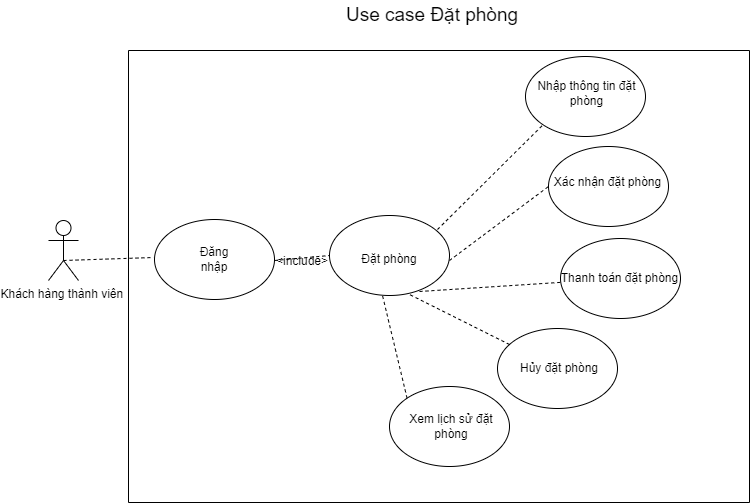 Use case Đặt phòng
Nhập thông tin đặt
phòng
Xác nhận đặt phòng
Đăng
nhập
<include>
Đặt phòng
Thanh toán đặt phòng
Khách hàng thành viên
Hủy đặt phòng
Xem lịch sử đặt
phòng